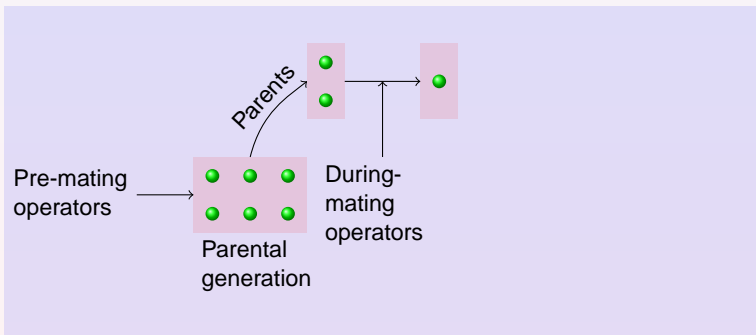 Parents
Pre-mating
operators
During-
mating
operators
Parental
generation